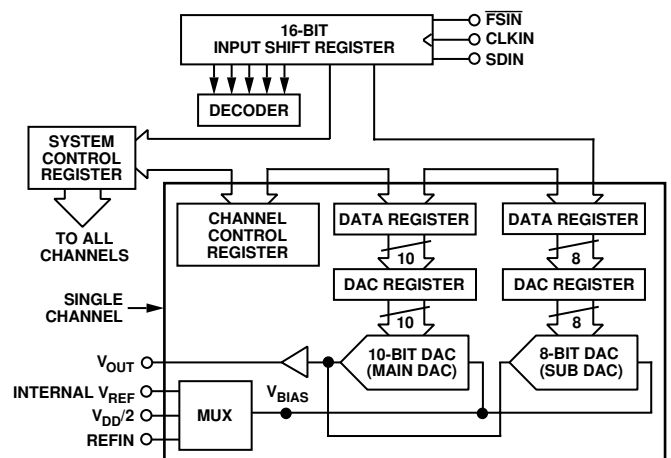 16-BIT
INPUT SHIFT REGISTER
FSIN
CLKIN
SDIN
DECODER
SYSTEM
CONTROL
REGISTER
TO ALL
CHANNELS
CHANNEL
CONTROL
REGISTER
DATA REGISTER
DATA REGISTER
10
8
DAC REGISTER
DAC REGISTER
10
8
SINGLE
CHANNEL
10-BIT DAC
(MAIN DAC)
8-BIT DAC
(SUB DAC)
VOUT
INTERNAL VREF
VDD/2
REFIN
MUX
VBIAS